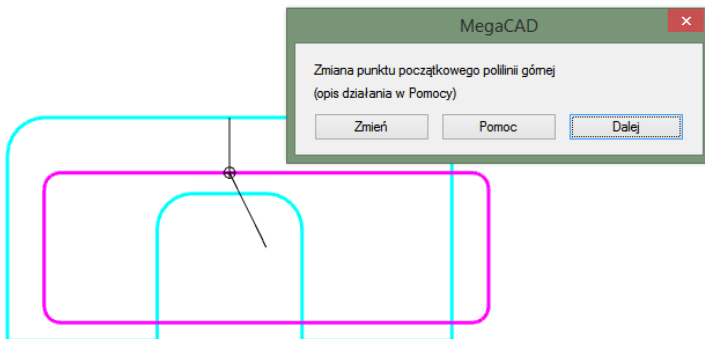 MegaCAD
Zmiana punktu początkowego polilinii górnej
(opis działania w Pomocy)
Zmień
Pomoc
Dalej